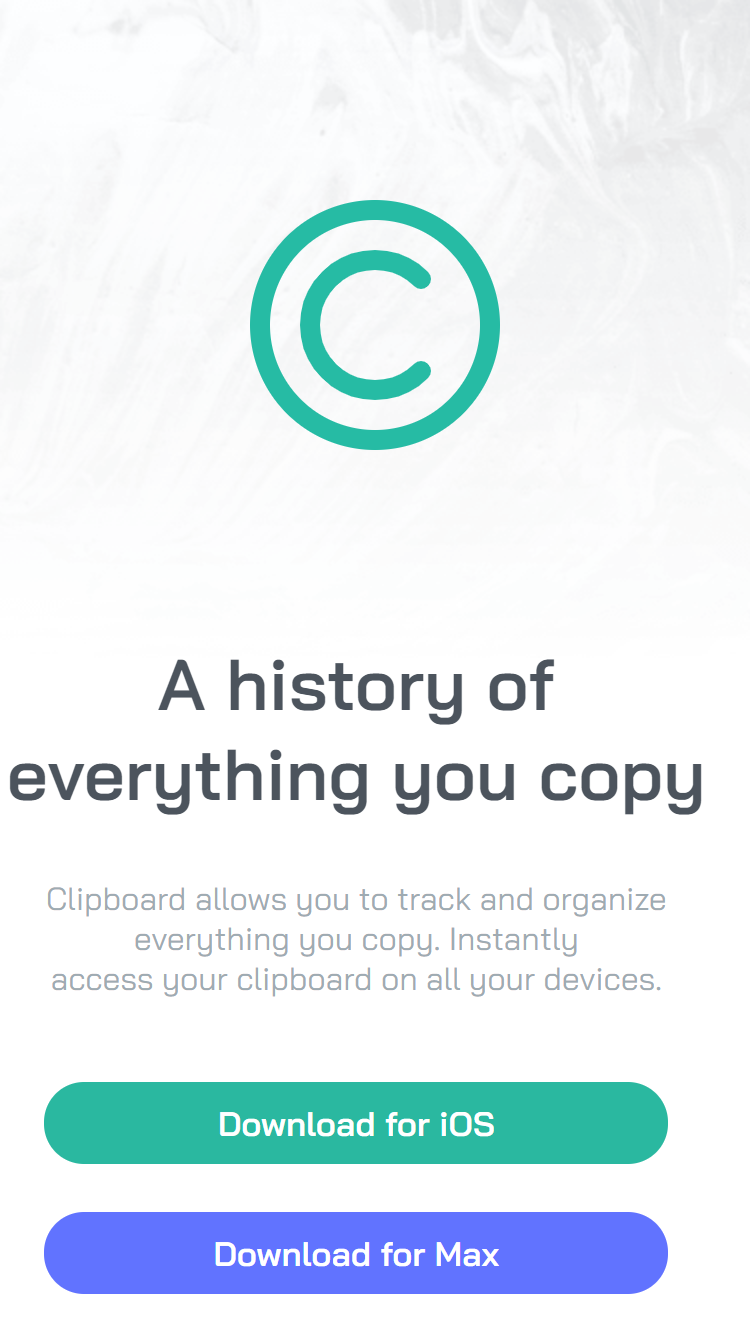 A history of
everything you copy
Clipboard allows you to track and organize
everything you copy. Instantly
access your clipboard on all your devices.
Download for iOS
Download for Max